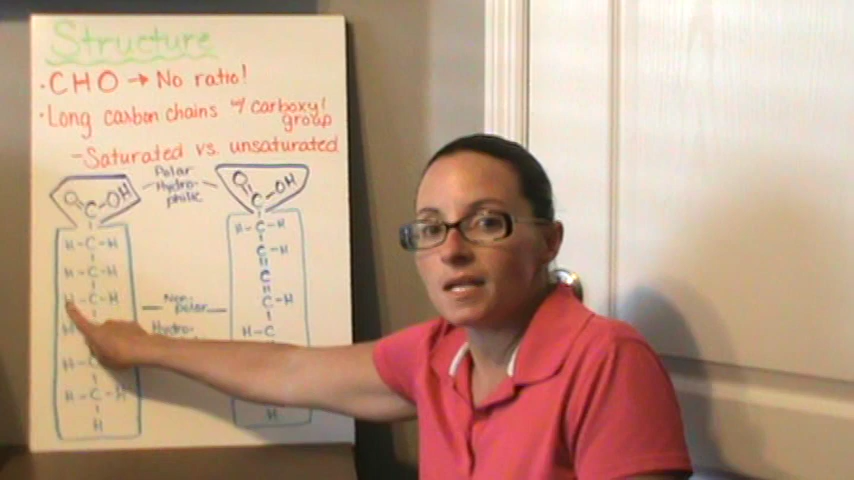 Structure
· CHO → No ratio!
· Long carbon chains w/ carboxyl
group
- Saturated vs. unsaturated
Polar
Hydro-
philic
O C OH
O C OH
H - C - H
H - C - H
H - C - H
H
C
H - C - H
H
H - C - H
C - H
C
C - H
H - C
H
Non-
polar
Hydro-